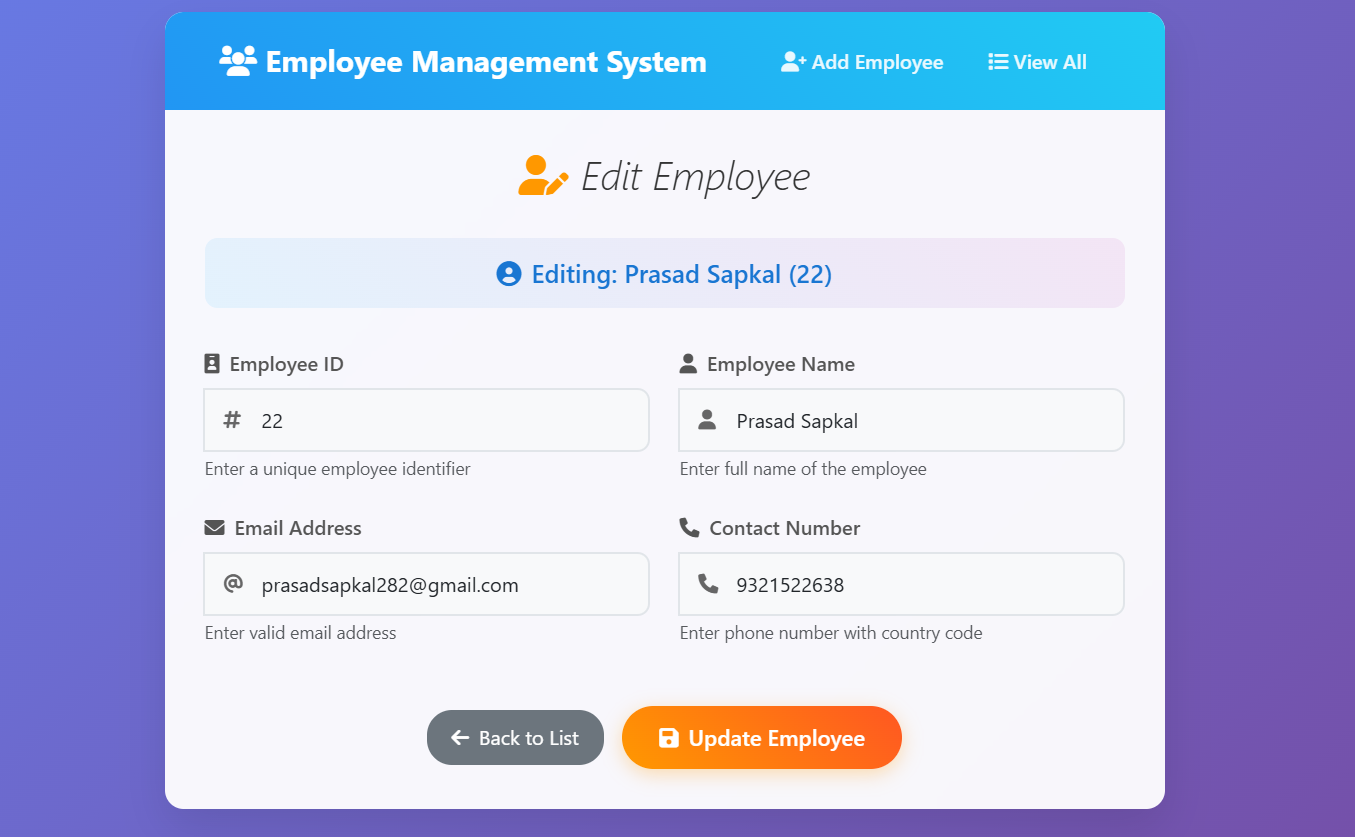 Employee Management System
Add Employee
View All
Edit Employee
Editing: Prasad Sapkal (22)
Employee ID
Employee Name
# 22
Prasad Sapkal
Enter a unique employee identifier
Enter full name of the employee
Email Address
Contact Number
@ prasadsapkal282@gmail.com
9321522638
Enter valid email address
Enter phone number with country code
Back to List
Update Employee